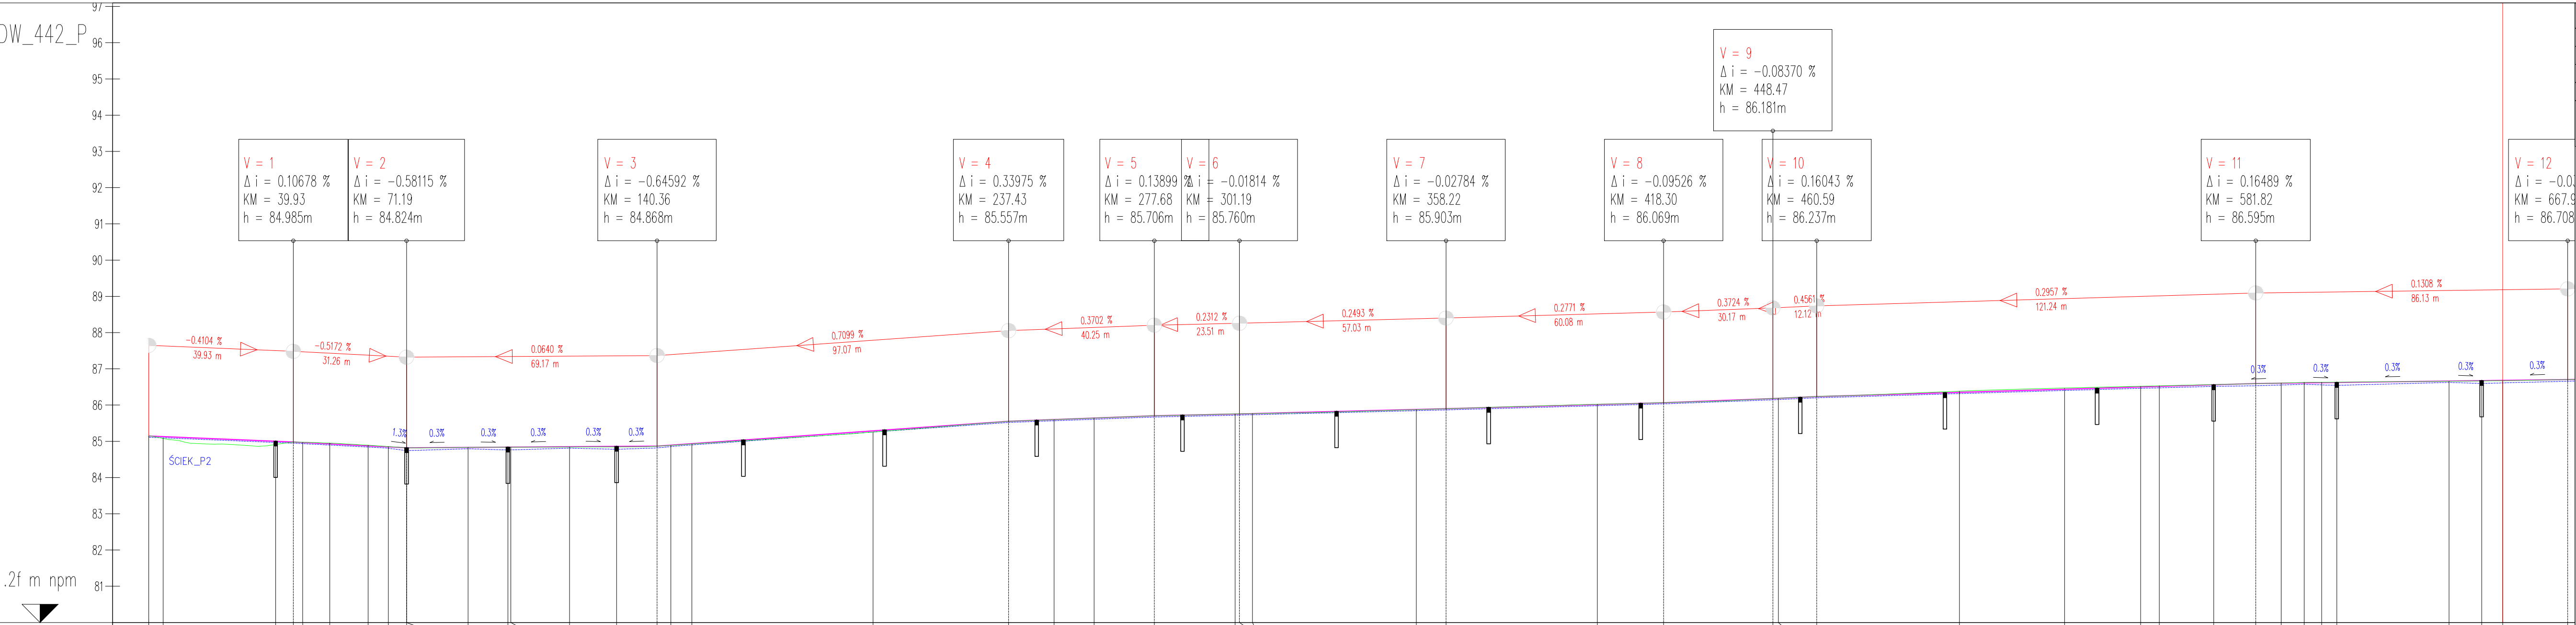 97
DW_442_P
96
95
94
93
92
91
90
89
88
87
86
85
84
83
82
81
.2f m npm
V = 1
Δ i = 0.10678 %
KM = 39.93
h = 84.985m
V = 2
Δ i = -0.58115 %
KM = 71.19
h = 84.824m
V = 3
Δ i = -0.64592 %
KM = 140.36
h = 84.868m
V = 4
Δ i = 0.33975 %
KM = 237.43
h = 85.557m
V = 5
Δ i = 0.13899 %
KM = 277.68
h = 85.706m
V = 6
Δ i = -0.01814 %
KM = 301.19
h = 85.760m
V = 7
Δ i = -0.02784 %
KM = 358.22
h = 85.903m
V = 8
Δ i = -0.09526 %
KM = 418.30
h = 86.069m
V = 9
Δ i = -0.08370 %
KM = 448.47
h = 86.181m
V = 10
Δ i = 0.16043 %
KM = 460.59
h = 86.237m
V = 11
Δ i = 0.16489 %
KM = 581.82
h = 86.595m
V = 12
Δ i =
KM =
h = 86.708
-0.4104 %
39.93 m
-0.5172 %
31.26 m
0.0640 %
69.17 m
0.7099 %
97.07 m
0.3702 %
40.25 m
0.2312 %
23.51 m
0.2493 %
57.03 m
0.2771 %
60.08 m
0.3724 %
30.17 m
0.4561 %
12.12 m
0.2957 %
121.24 m
0.1308 %
86.13 m
1.3%
0.3%
0.3%
0.3%
0.3%
0.3%
0.3%
0.3%
0.3%
0.3%
0.3%
ŚCIEK_P2